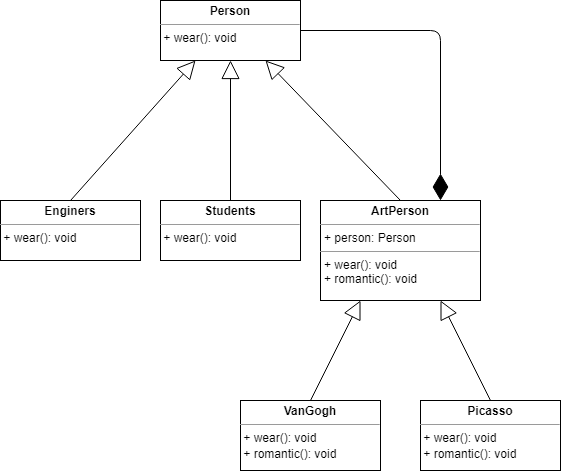 Person
+ wear(): void
Enginers
+ wear(): void
Students
+ wear(): void
ArtPerson
+ person: Person
+ wear(): void
+ romantic(): void
VanGogh
+ wear(): void
+ romantic(): void
Picasso
+ wear(): void
+ romantic(): void